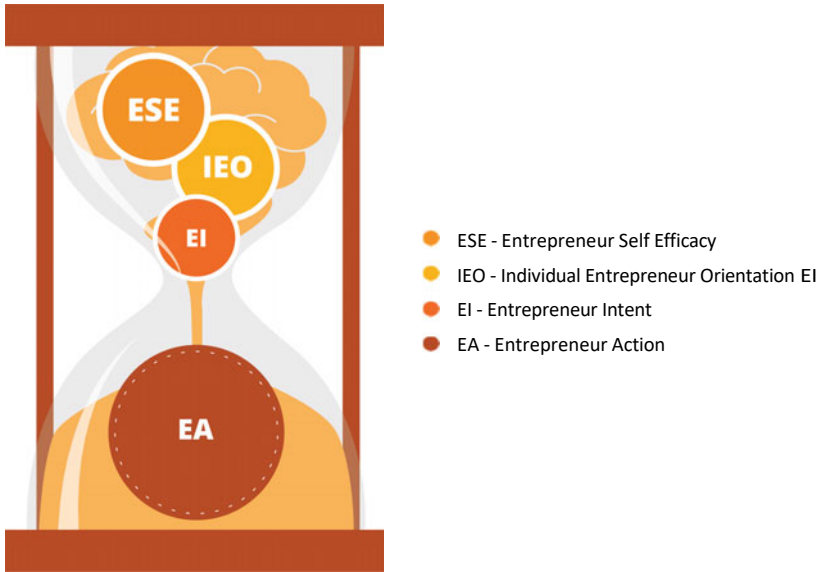 ESE
IEO
EI
EA
ESE - Entrepreneur Self Efficacy
IEO - Individual Entrepreneur Orientation EI
EI - Entrepreneur Intent
EA - Entrepreneur Action